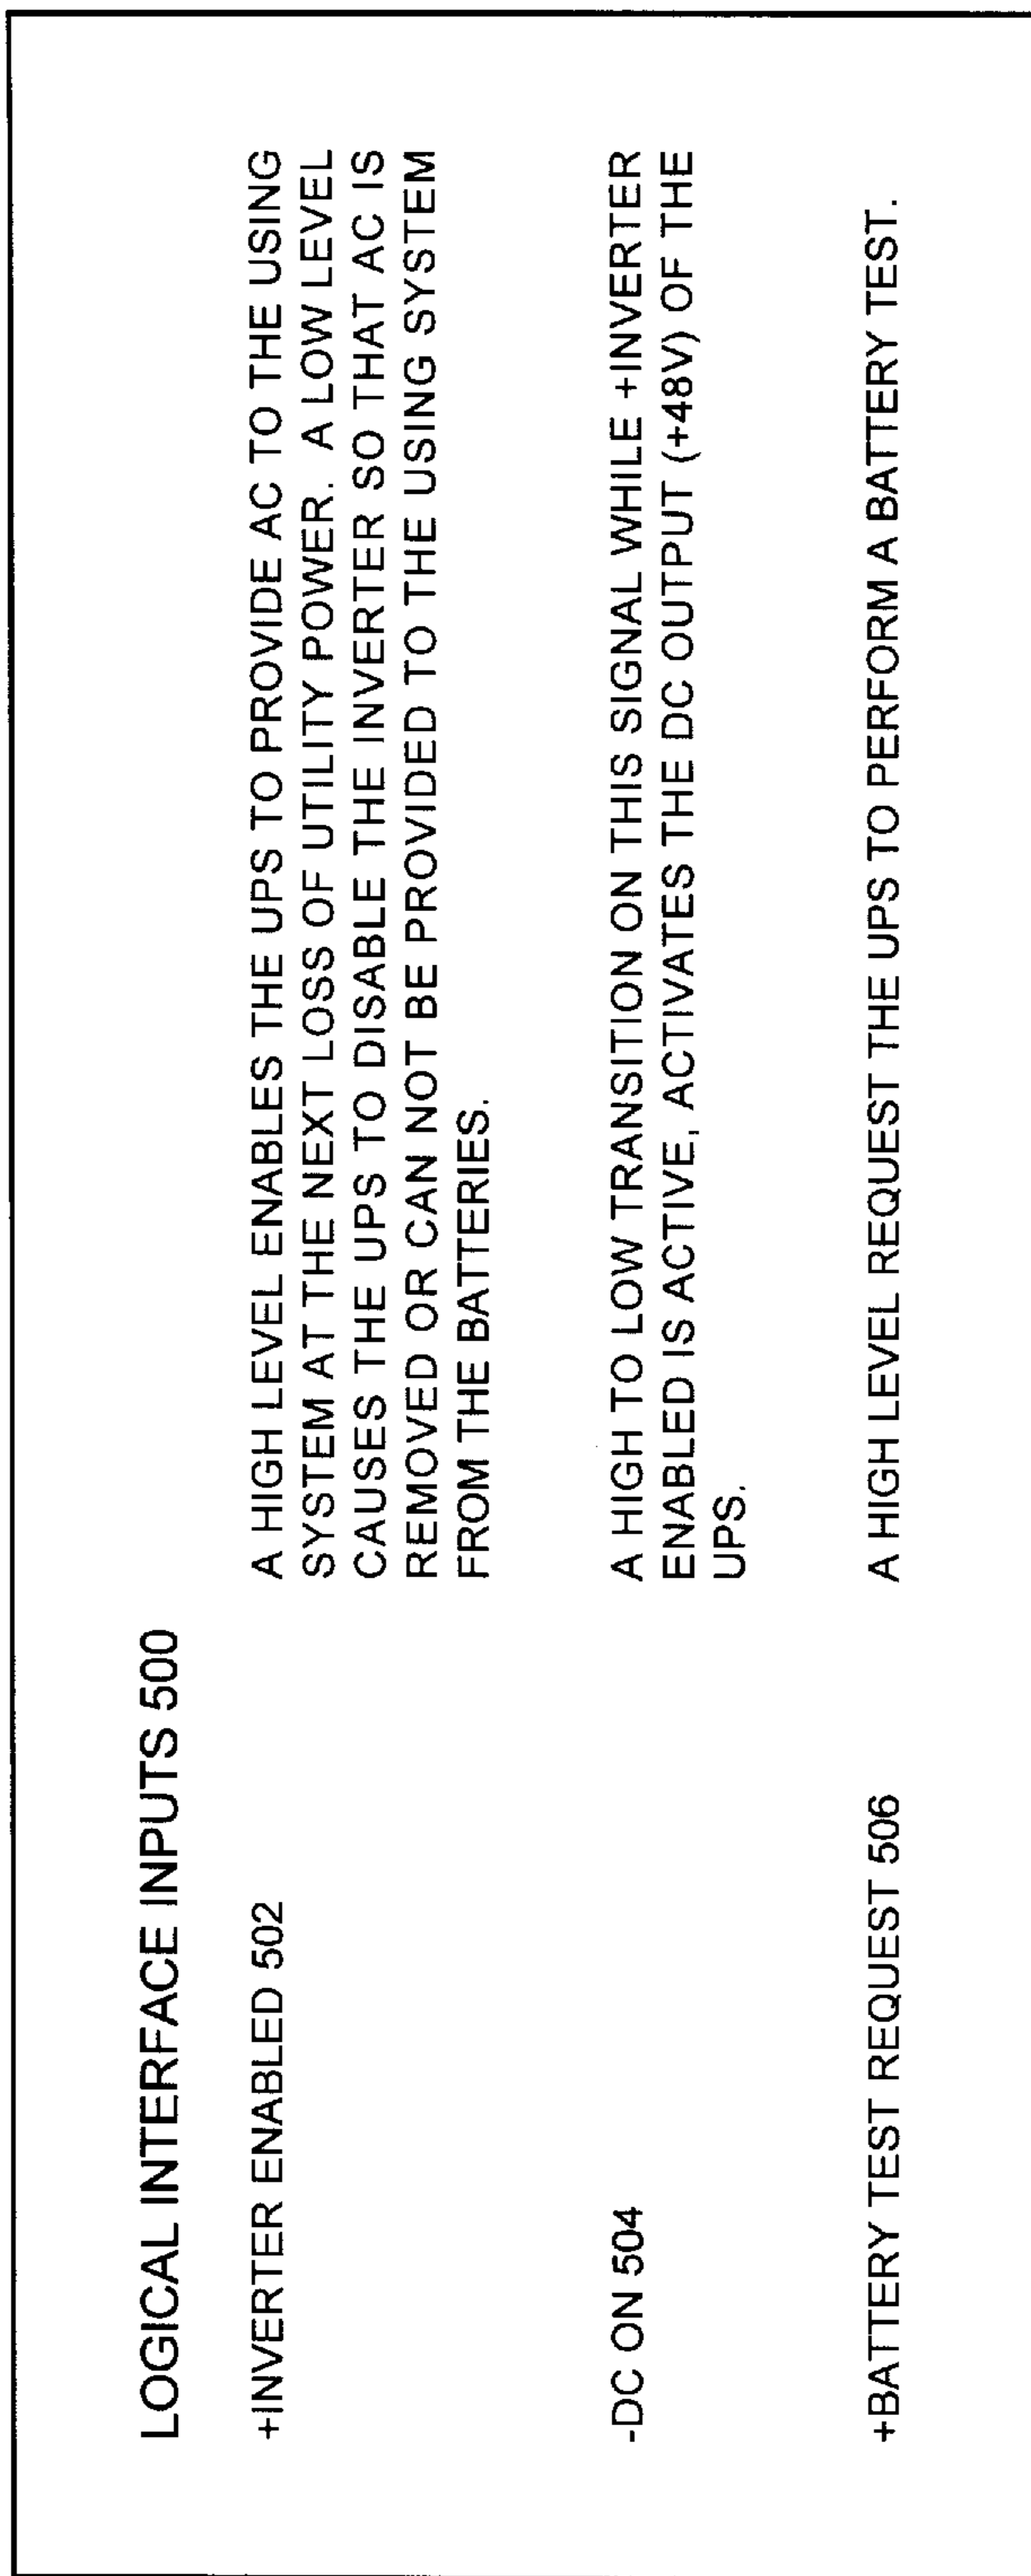 LOGICAL INTERFACE INPUTS 500
+INVERTER ENABLED 502
A HIGH LEVEL ENABLES THE UPS TO PROVIDE AC TO THE USING
SYSTEM AT THE NEXT LOSS OF UTILITY POWER. A LOW LEVEL
CAUSES THE UPS TO DISABLE THE INVERTER SO THAT AC IS
REMOVED OR CAN NOT BE PROVIDED TO THE USING SYSTEM
FROM THE BATTERIES.
-DC ON 504
A HIGH TO LOW TRANSITION ON THIS SIGNAL WHILE +INVERTER
ENABLED IS ACTIVE, ACTIVATES THE DC OUTPUT (+48V) OF THE
UPS.
+BATTERY TEST REQUEST 506
A HIGH LEVEL REQUEST THE UPS TO PERFORM A BATTERY TEST.